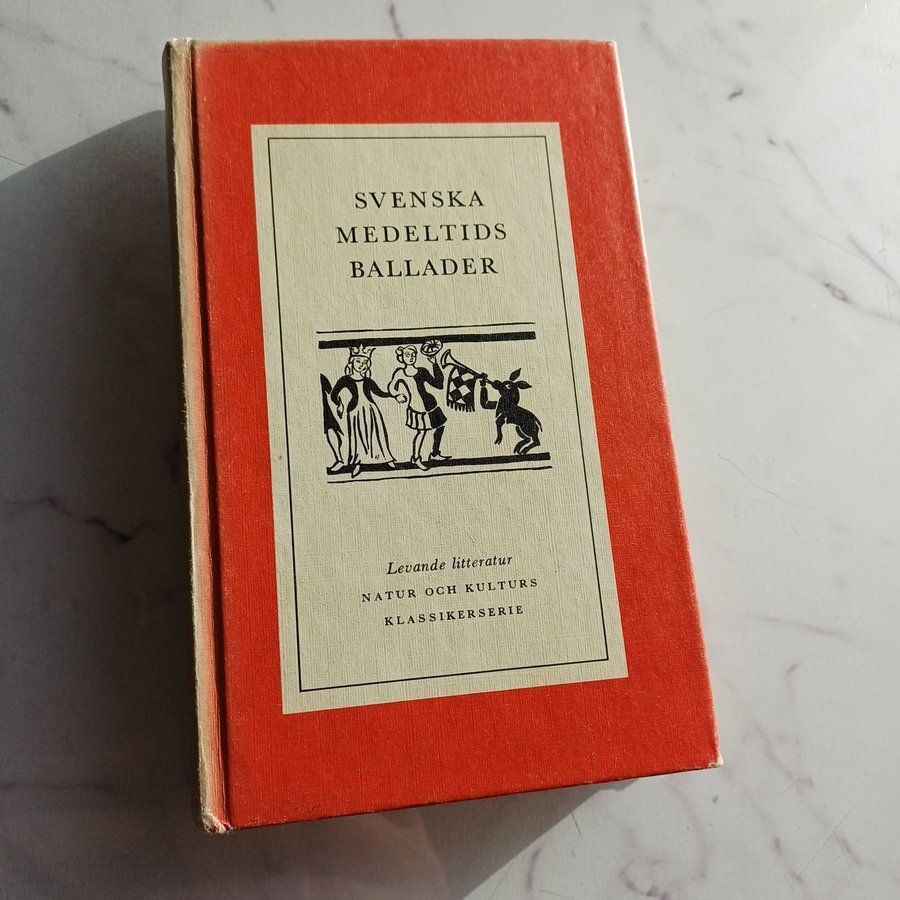 SVENSKA
MEDELTIDS
BALLADER
Levande litteratur
NATUR OCH KULTURS
KLASSIKERSERIE